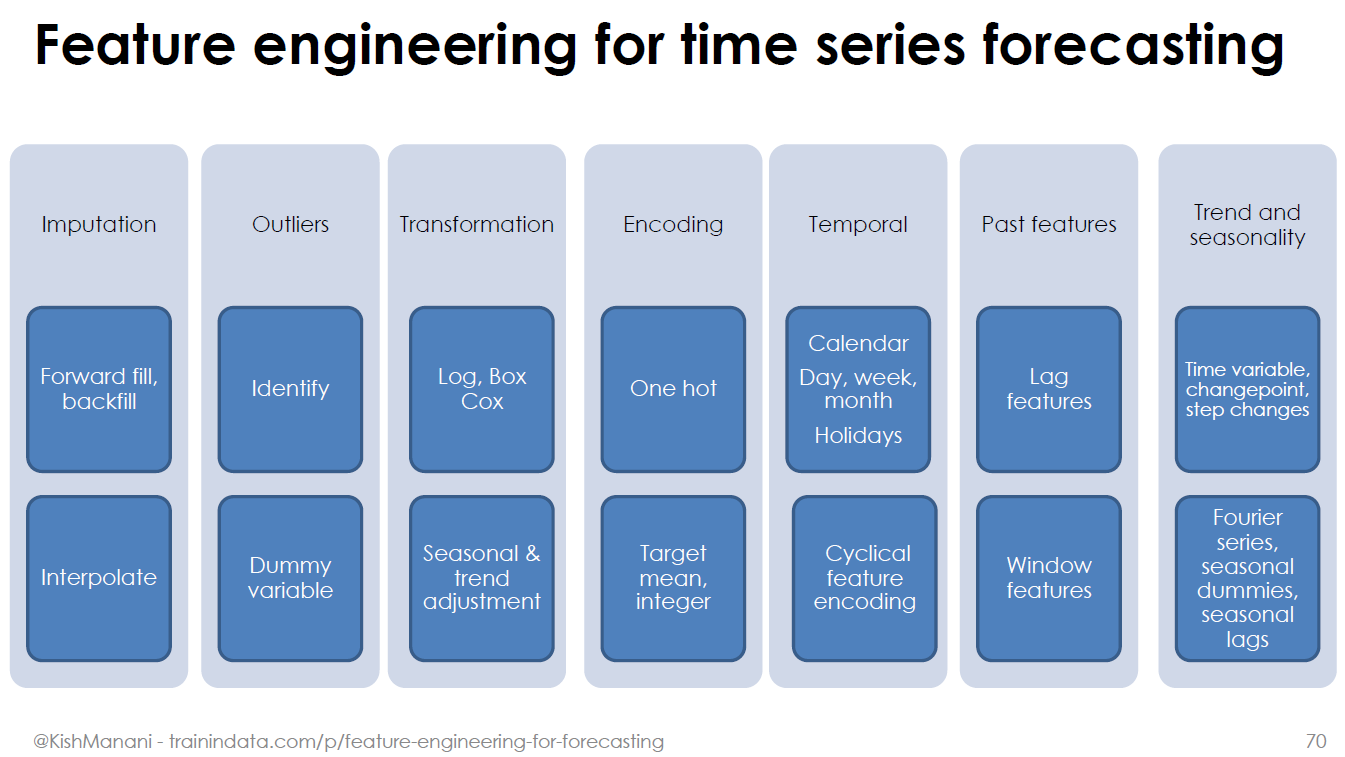 Feature engineering for time series forecasting
Imputation
Forward fill,
backfill
Interpolate
Outliers
Identify
Dummy
variable
Transformation
Log, Box
Cox
Seasonal &
trend
adjustment
Encoding
One hot
Target
mean,
integer
Temporal
Calendar
Day, week,
month
Holidays
Cyclical
feature
encoding
Past features
Lag
features
Window
features
Trend and
seasonality
Time variable,
changepoint,
step changes
Fourier
series,
seasonal
dummies,
seasonal
lags
@KishManani - trainindata.com/p/feature-engineering-for-forecasting
70